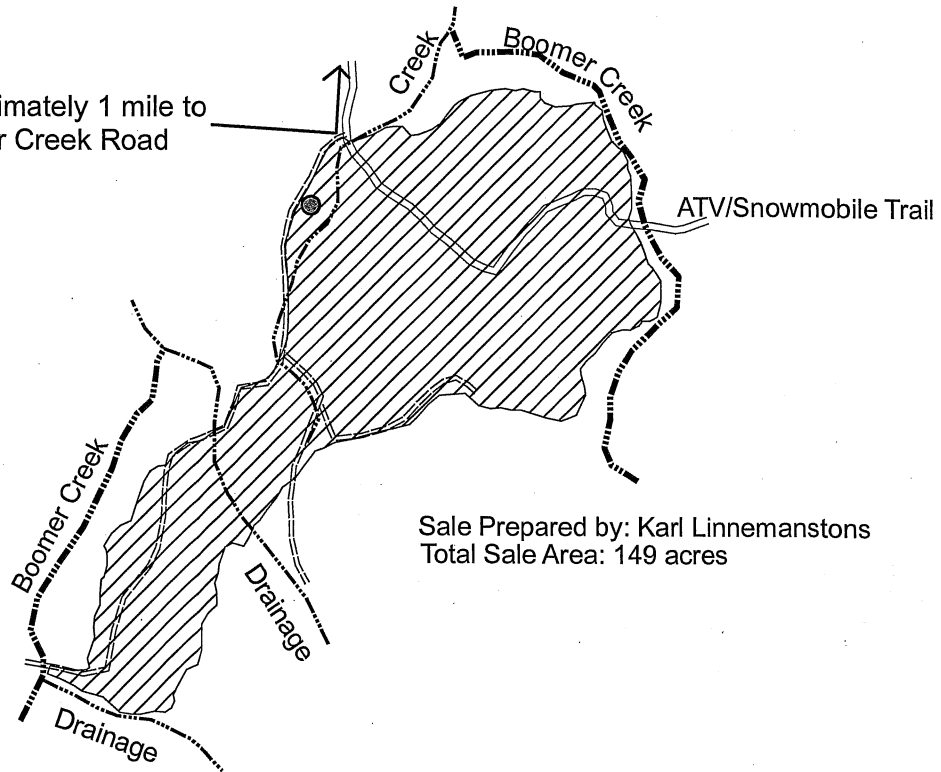 Creek
Boomer Creek
imately 1 mile to
r Creek Road
ATV/Snowmobile Trail
Boomer Creek
Sale Prepared by: Karl Linnemanstons
Total Sale Area: 149 acres
Drainage
Drainage